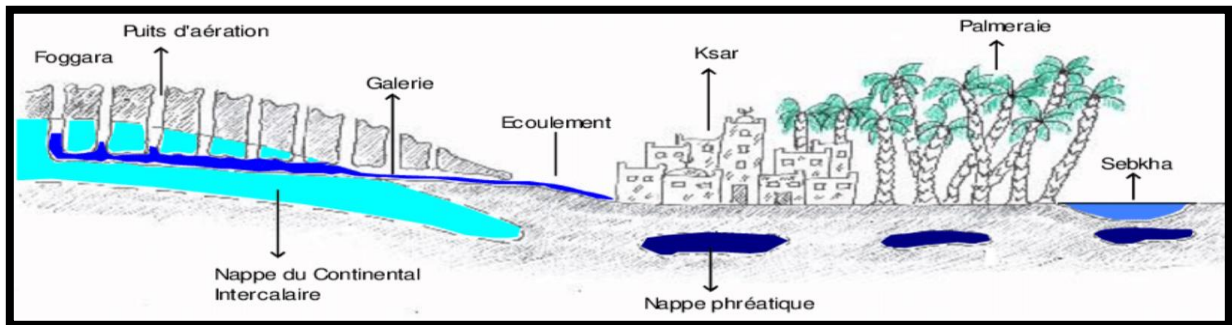 Foggara
Puits d'aération
Galerie
Ecoulement
Ksar
Palmeraie
Sebkha
Nappe du Continental
Intercalaire
Nappe phréatique